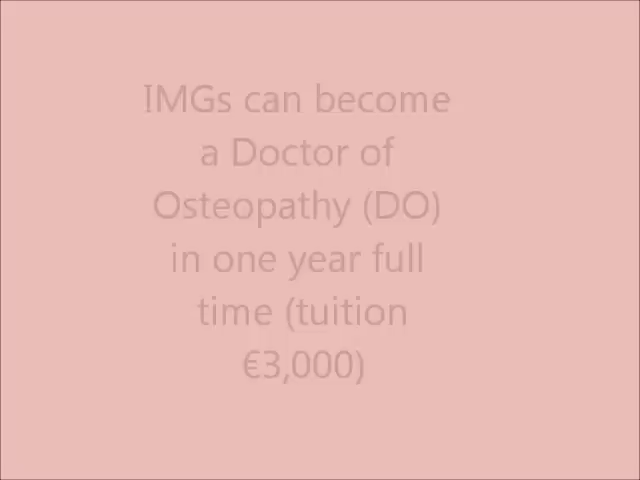 IMGs can become
a Doctor of
Osteopathy (DO)
in one year full
time (tuition
€3,000)